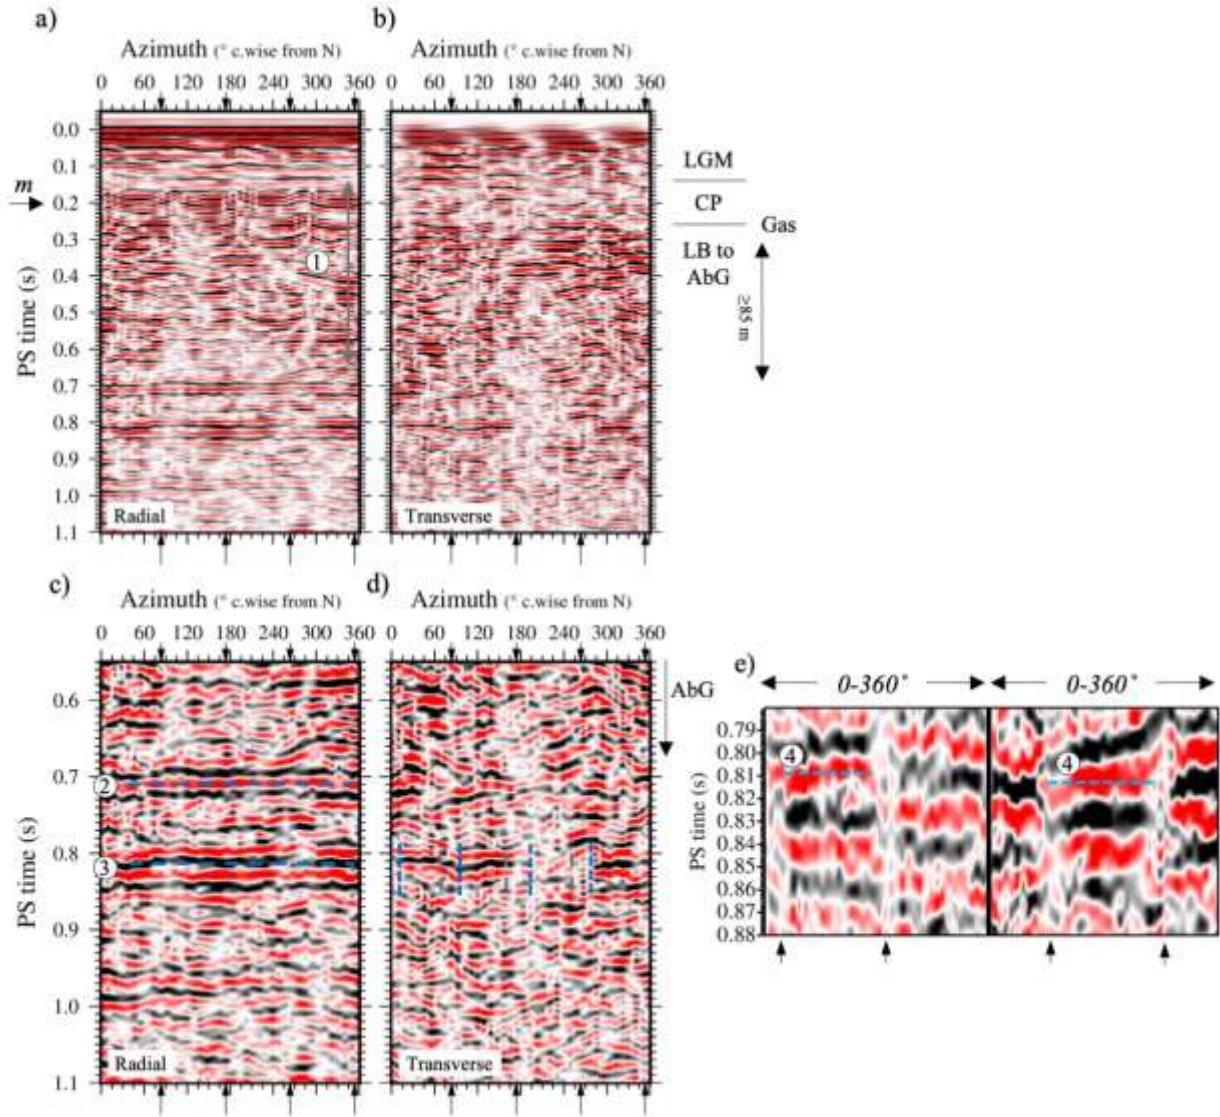 a)
b)
Azimuth (° c.wise from N)
Azimuth (° c.wise from N)
0 60 120 180 240 300 360
0 60 120 180 240 300 360
0.0
0.1
m
0.2
0.3
0.4
0.5
0.6
0.7
0.8
0.9
1.0
1.1
PS time (s)
1
Radial
Transverse
LGM
CP
Gas
LB to
AbG
≥85 m
c)
d)
Azimuth (° c.wise from N)
Azimuth (° c.wise from N)
0 60 120 180 240 300 360
0 60 120 180 240 300 360
0.6
0.7
0.8
0.9
1.0
1.1
PS time (s)
2
3
Radial
Transverse
AbG
e)
0-360°
0-360°
0.79
0.80
0.81
0.82
0.83
0.84
0.85
0.86
0.87
0.88
PS time (s)
4
4